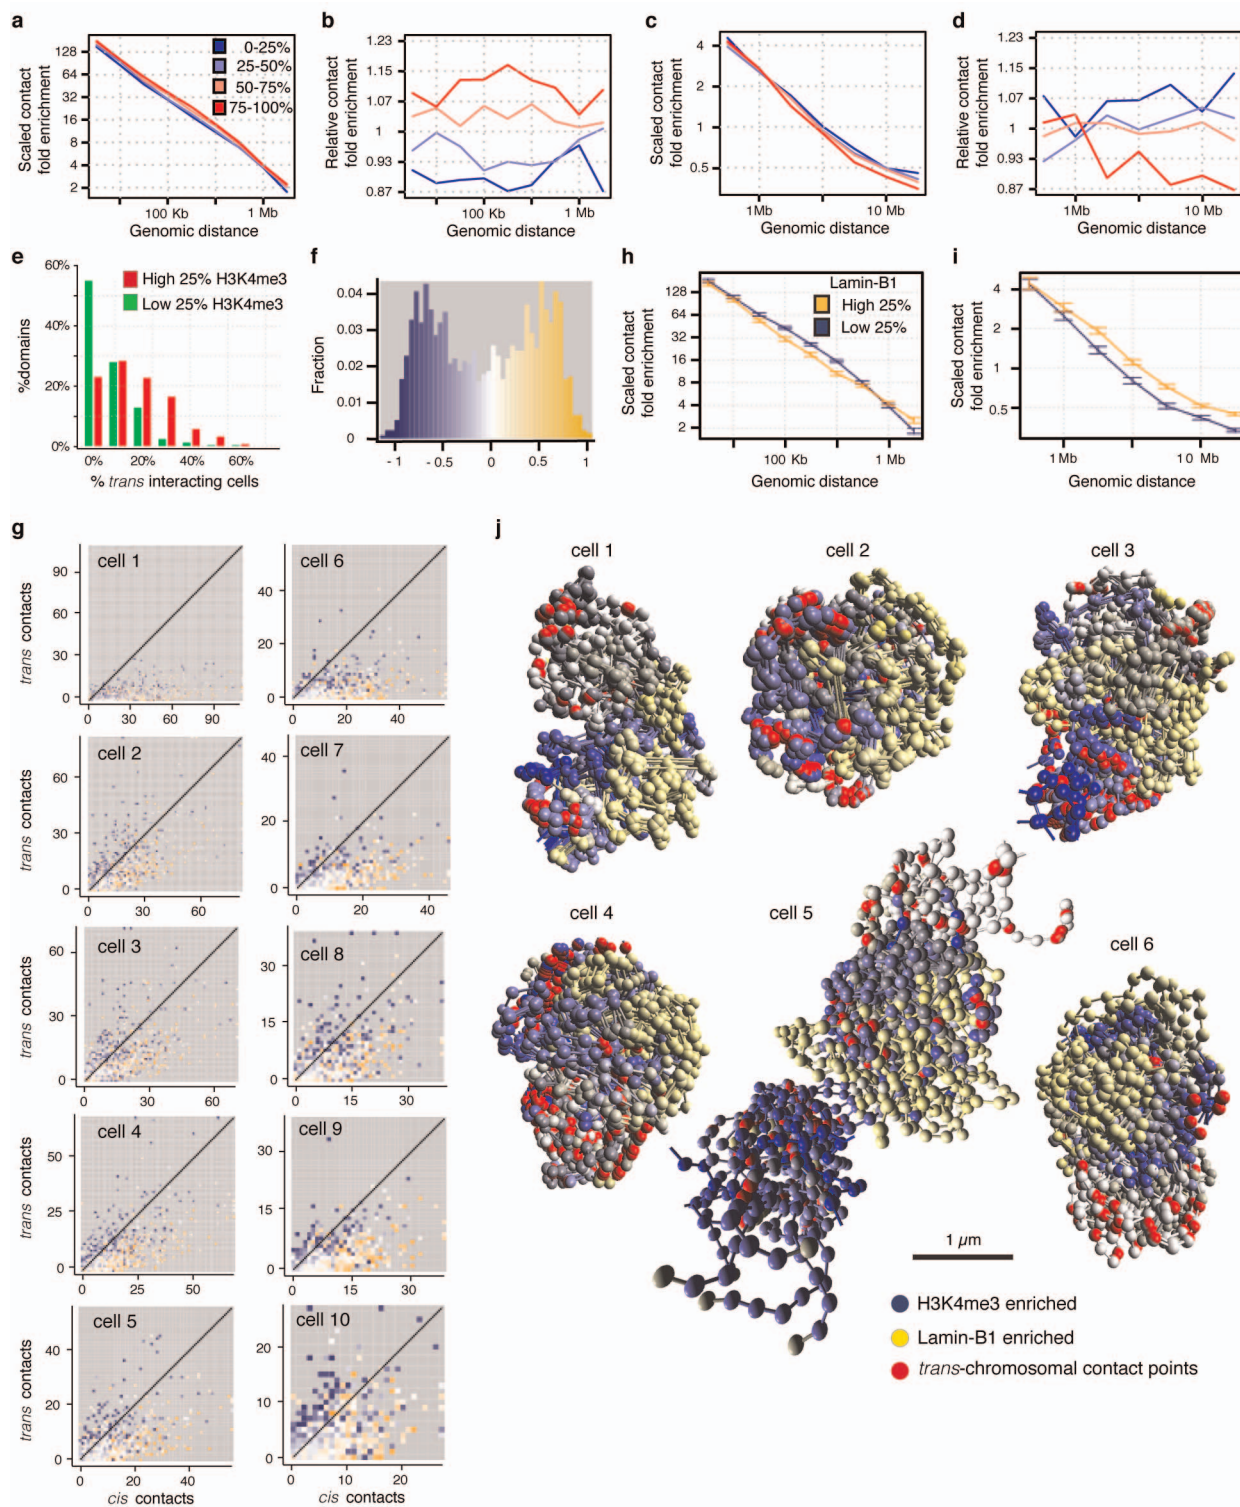 a
Scaled contact
fold enrichment
128
64
32
16
8
4
2
0-25%
25-50%
50-75%
75-100%
100 Kb
1 Mb
Genomic distance
b
Relative contact
fold enrichment
1.23
1.15
1.07
1
0.93
0.87
100 Kb
1 Mb
Genomic distance
c
Scaled contact
fold enrichment
4
2
1
0.5
1Mb
10 Mb
Genomic distance
d
Relative contact
fold enrichment
1.23
1.15
1.07
1
0.93
0.87
1Mb
10 Mb
Genomic distance
e
%domains
60%
40%
20%
0%
High 25% H3K4me3
Low 25% H3K4me3
0%
20%
40%
60%
% trans interacting cells
f
Fraction
0.04
0.03
0.02
0.01
0
- 1
- 0.5
0
0.5
1
h
Scaled contact
fold enrichment
128
64
32
16
8
4
2
Lamin-B1
High 25%
Low 25%
100 Kb
1 Mb
Genomic distance
i
Scaled contact
fold enrichment
4
2
1
0.5
1Mb
10 Mb
Genomic distance
g
cell 1
trans contacts
90
60
30
0
0 30 60 90
cell 6
40
20
0
0 20 40
cell 2
trans contacts
60
30
0
0 30 60
cell 7
40
20
0
0 20 40
cell 3
trans contacts
60
30
0
0 30 60
cell 8
30
15
0
0 15 30
cell 4
trans contacts
50
25
0
0 25 50
cell 9
30
15
0
0 15 30
cell 5
trans contacts
40
20
0
0 20 40
cis contacts
cell 10
20
10
0
0 20
cis contacts
j
cell 1
cell 2
cell 3
cell 4
cell 5
cell 6
1 µm
H3K4me3 enriched
Lamin-B1 enriched
trans-chromosomal contact points